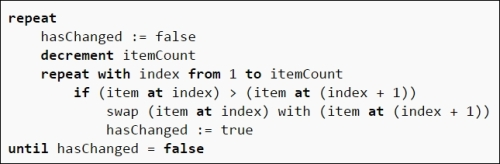 repeat
    hasChanged := false
    decrement itemCount
    repeat with index from 1 to itemCount
        if (item at index) > (item at (index + 1))
            swap (item at index) with (item at (index + 1))
            hasChanged := true
until hasChanged = false